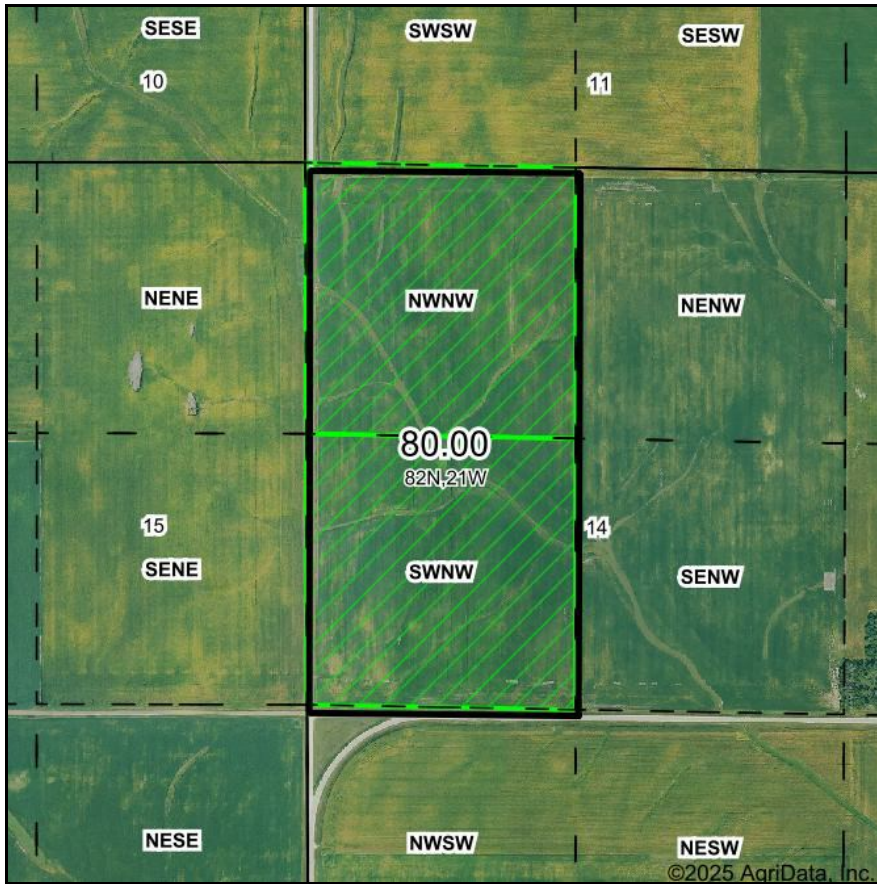 SESE
SWSW
SESW
10
11
NENE
NWNW
NENW
80.00
82N,21W
15
14
SENE
SWNW
SENW
NESE
NWSW
NESW
©2025 AgriData, Inc.